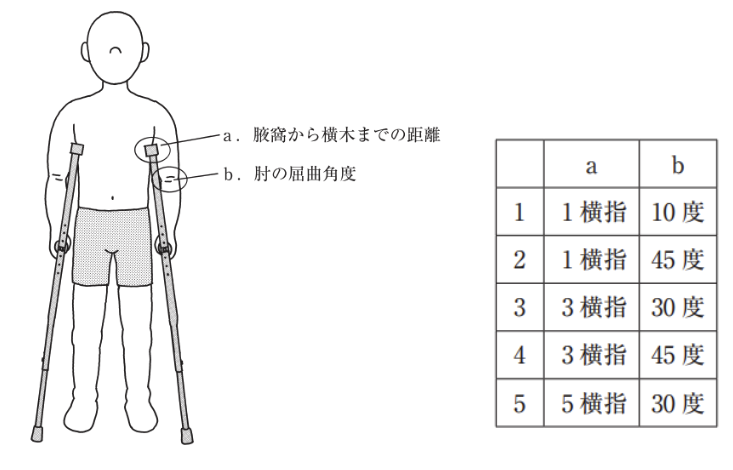 a．腋窩から横木までの距離
b．肘の屈曲角度
a b
1 1横指 10度
2 1横指 45度
3 3横指 30度
4 3横指 45度
5 5横指 30度